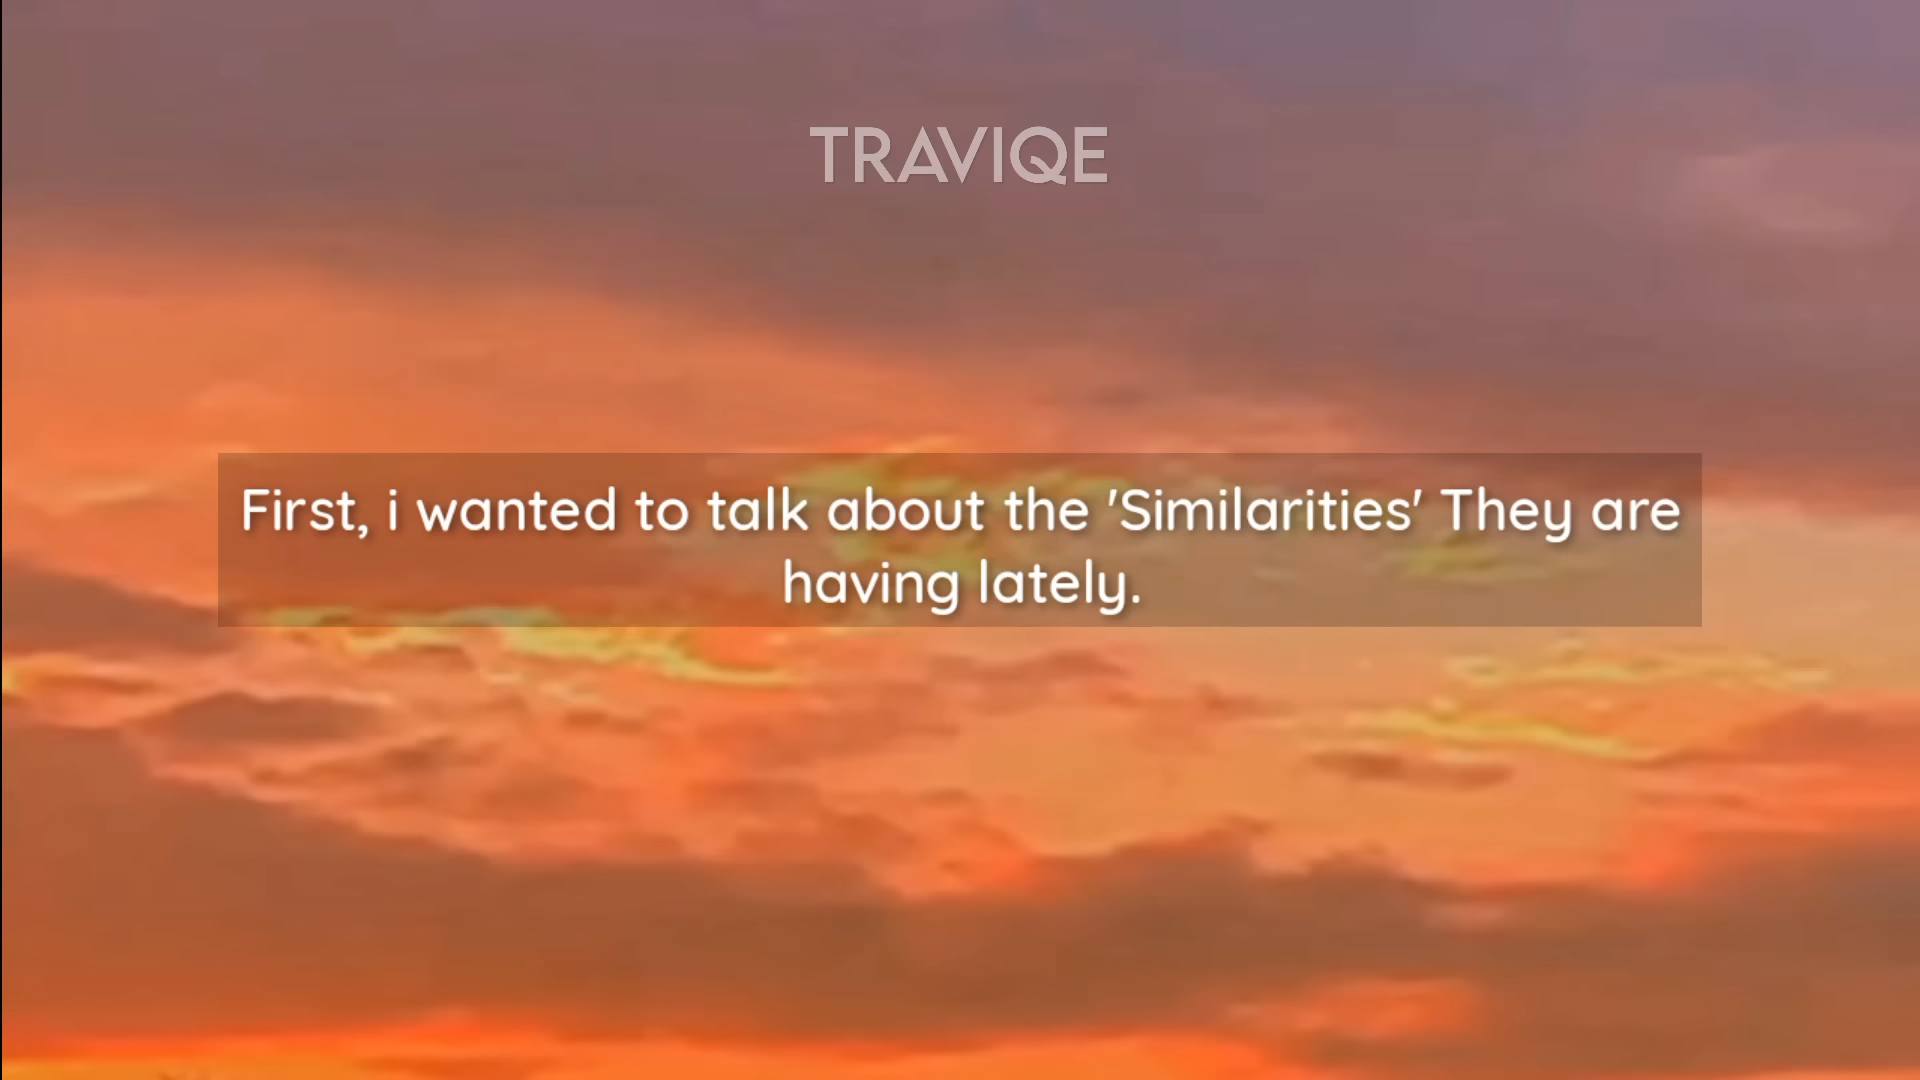 TRAVIQE
First, i wanted to talk about the 'Similarities' They are
having lately.